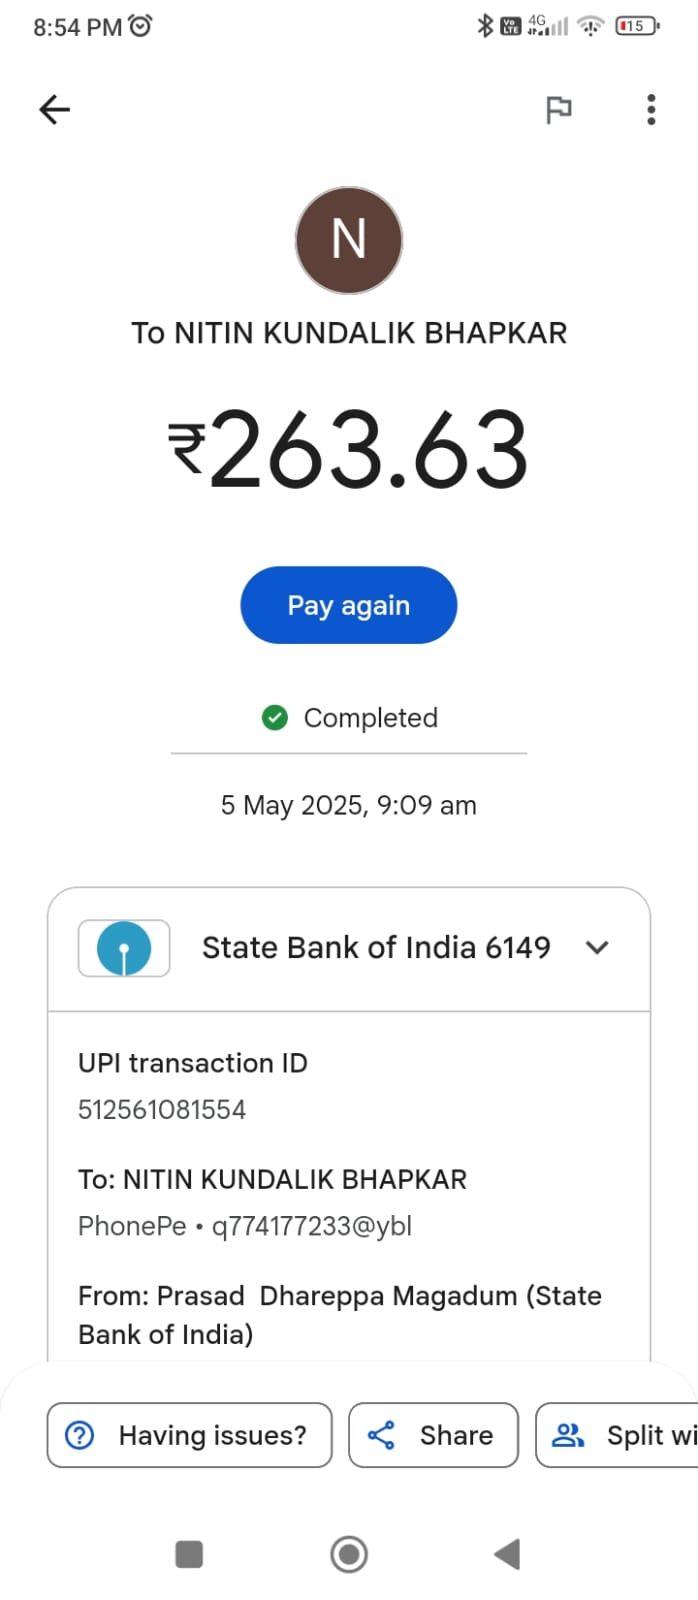 8:54 PM
Vo LTE 4G 15
N
To NITIN KUNDALIK BHAPKAR
₹263.63
Pay again
Completed
5 May 2025, 9:09 am
State Bank of India 6149
UPI transaction ID
512561081554
To: NITIN KUNDALIK BHAPKAR
PhonePe • q774177233@ybl
From: Prasad  Dhareppa Magadum (State
Bank of India)
Having issues?
Share
Split wi